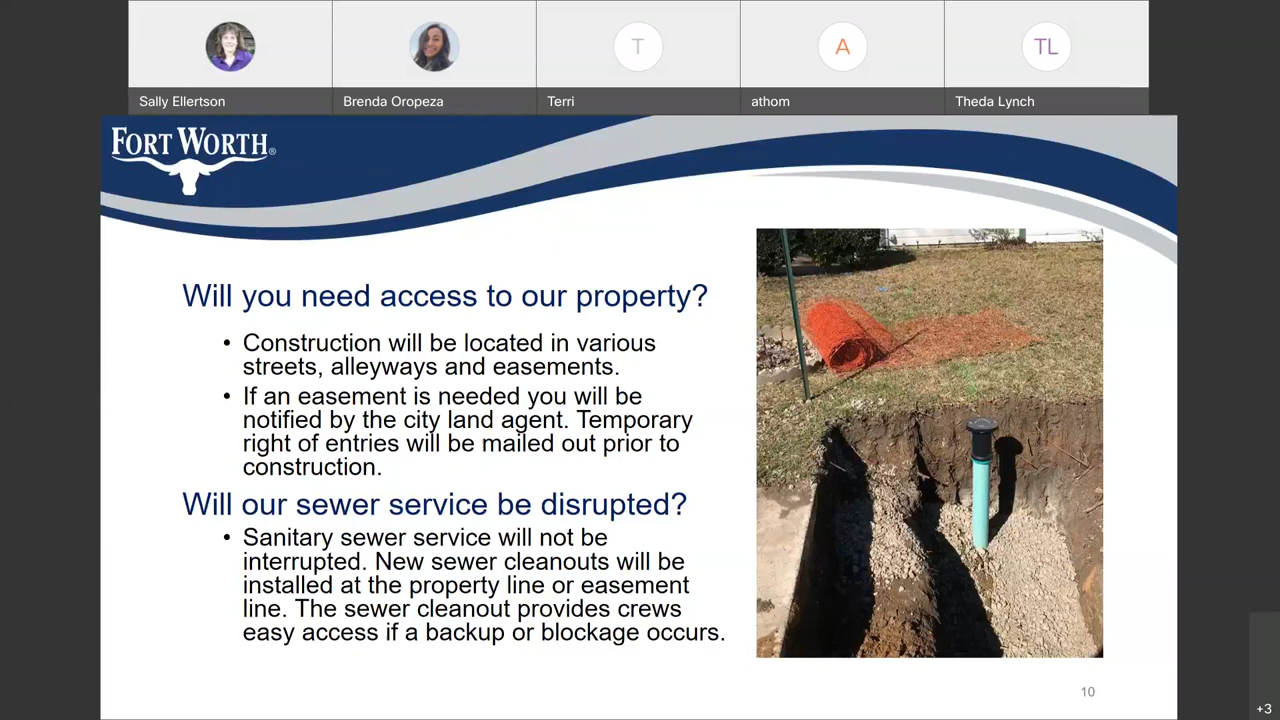 T
A
TL
Sally Ellertson
Brenda Oropeza
Terri
athom
Theda Lynch
FORT WORTH®
Will you need access to our property?
• Construction will be located in various
streets, alleyways and easements.
• If an easement is needed you will be
notified by the city land agent. Temporary
right of entries will be mailed out prior to
construction.
Will our sewer service be disrupted?
• Sanitary sewer service will not be
interrupted. New sewer cleanouts will be
installed at the property line or easement
line. The sewer cleanout provides crews
easy access if a backup or blockage occurs.
10
+3